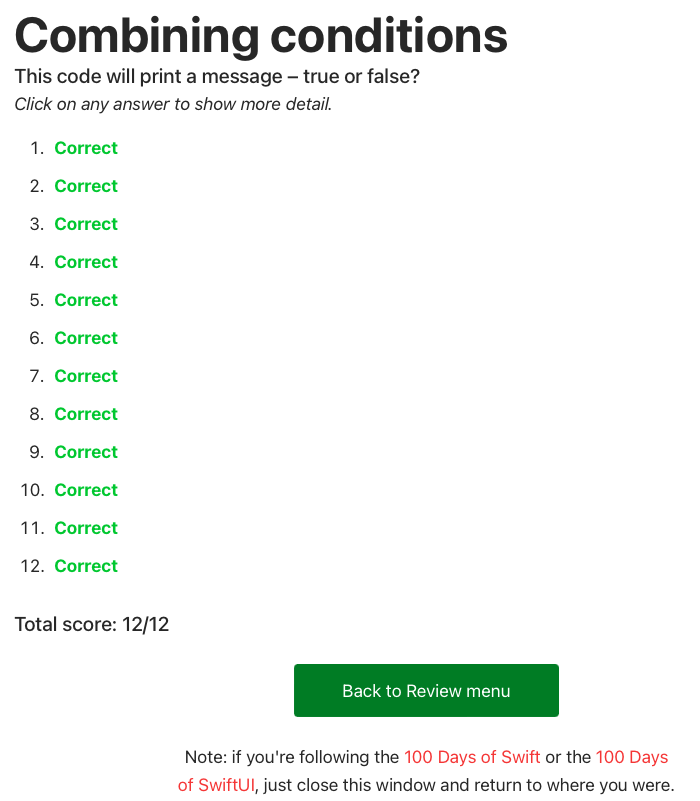 Combining conditions
This code will print a message – true or false?
Click on any answer to show more detail.
1. Correct
2. Correct
3. Correct
4. Correct
5. Correct
6. Correct
7. Correct
8. Correct
9. Correct
10. Correct
11. Correct
12. Correct
Total score: 12/12
Back to Review menu
Note: if you're following the 100 Days of Swift or the 100 Days
of SwiftUI, just close this window and return to where you were.